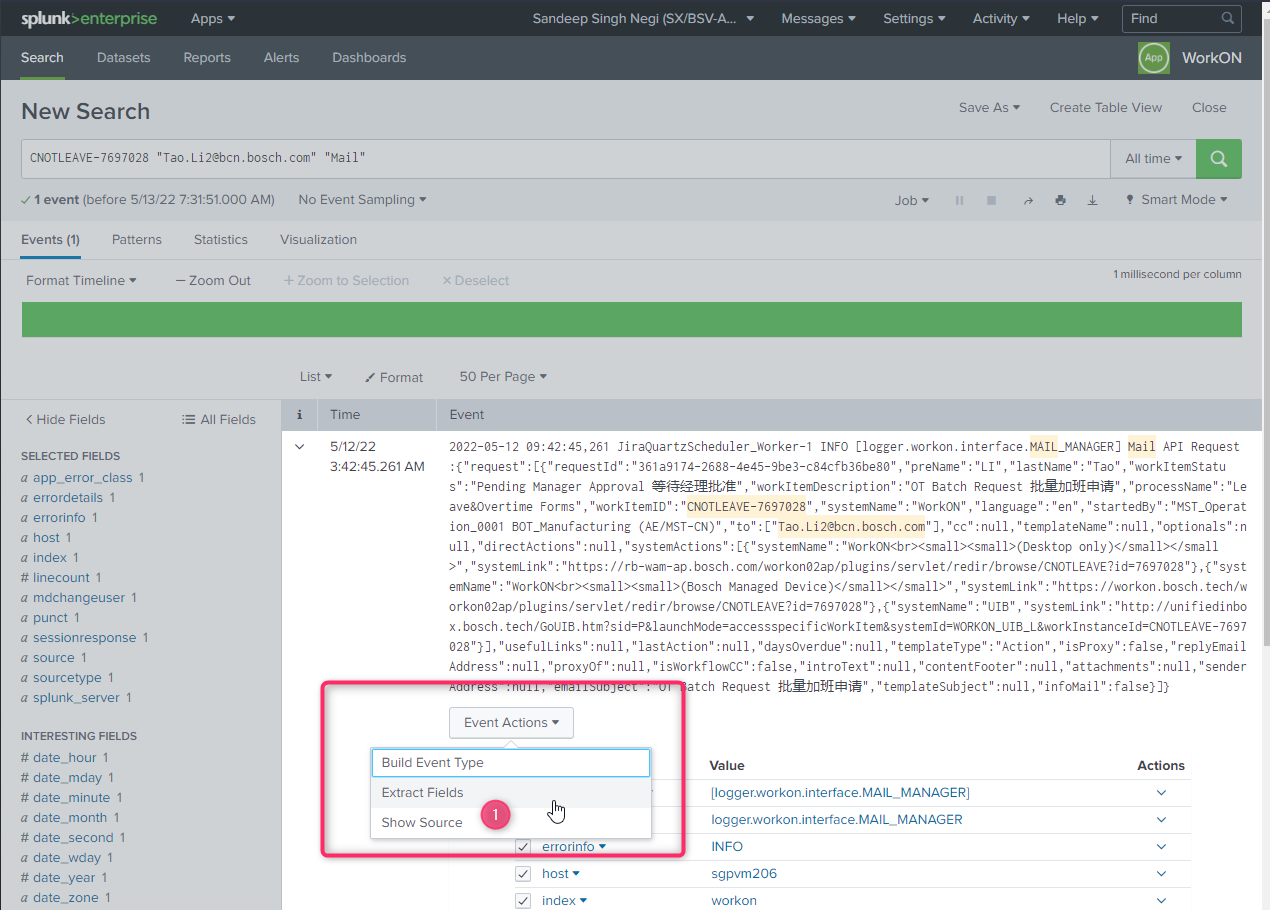 splunk>enterprise Apps Sandeep Singh Negi (SX/BSV-A... Messages Settings Activity Help Find
Search Datasets Reports Alerts Dashboards App WorkON
New Search Save As Create Table View Close
CNOTLEAVE-7697028 "Tao.Li2@bcn.bosch.com" "Mail" All time
1 event (before 5/13/22 7:31:51.000 AM) No Event Sampling Job Smart Mode
Events (1) Patterns Statistics Visualization
Format Timeline — Zoom Out + Zoom to Selection × Deselect 1 millisecond per column
List Format 50 Per Page
< Hide Fields All Fields
i Time Event
SELECTED FIELDS
a app_error_class 1
a errordetails 1
a errorinfo 1
a host 1
a index 1
# linecount 1
a mdchangeuser 1
a punct 1
a sessionresponse 1
a source 1
a sourcetype 1
a splunk_server 1
INTERESTING FIELDS
# date_hour 1
# date_mday 1
# date_minute 1
a date_month 1
# date_second 1
a date_wday 1
# date_year 1
a date_zone 1
5/12/22
3:42:45.261 AM
2022-05-12 09:42:45,261 JiraQuartzScheduler_Worker-1 INFO [logger.workon.interface.MAIL_MANAGER] Mail API Request
:{"request":[{"requestId":"361a9174-2688-4e45-9be3-c84cfb36be80","preName":"LI","lastName":"Tao","workItemStatu
s":"Pending Manager Approval 等待经理批准","workItemDescription":"OT Batch Request 批量加班申请","processName":"Le
ave&Overtime Forms","workItemID":"CNOTLEAVE-7697028","systemName":"WorkON","language":"en","startedBy":"MST_Operat
ion_0001 BOT_Manufacturing (AE/MST-CN)","to":["Tao.Li2@bcn.bosch.com"],"cc":null,"templateName":null,"optionals":n
ull,"directActions":null,"systemActions":[{"systemName":"WorkON<br><small><small>(Desktop only)</small></small
>","systemLink":"https://rb-wam-ap.bosch.com/workon02ap/plugins/servlet/redir/browse/CNOTLEAVE?id=7697028"},{"syst
emName":"WorkON<br><small><small>(Bosch Managed Device)</small></small>","systemLink":"https://workon.bosch.tech/w
orkon02ap/plugins/servlet/redir/browse/CNOTLEAVE?id=7697028"},{"systemName":"UIB","systemLink":"http://unifiedinbo
x.bosch.tech/GoUIB.htm?sid=P&launchMode=accessspecificWorkItem&systemId=WORKON_UIB_L&workInstanceId=CNOTLEAVE-7697
028"}],"usefulLinks":null,"lastAction":null,"daysOverdue":null,"templateType":"Action","isProxy":false,"replyEmail
Address":null,"proxyOf":null,"isWorkflowCC":false,"introText":null,"contentFooter":null,"attachments":null,"sender
Address":null,"emailSubject":"OT Batch Request 批量加班申请","templateSubject":null,"infoMail":false}]}
Event Actions
Build Event Type
Extract Fields
Show Source
1
Value Actions
[logger.workon.interface.MAIL_MANAGER]
logger.workon.interface.MAIL_MANAGER
errorinfo INFO
host sgpvm206
index workon